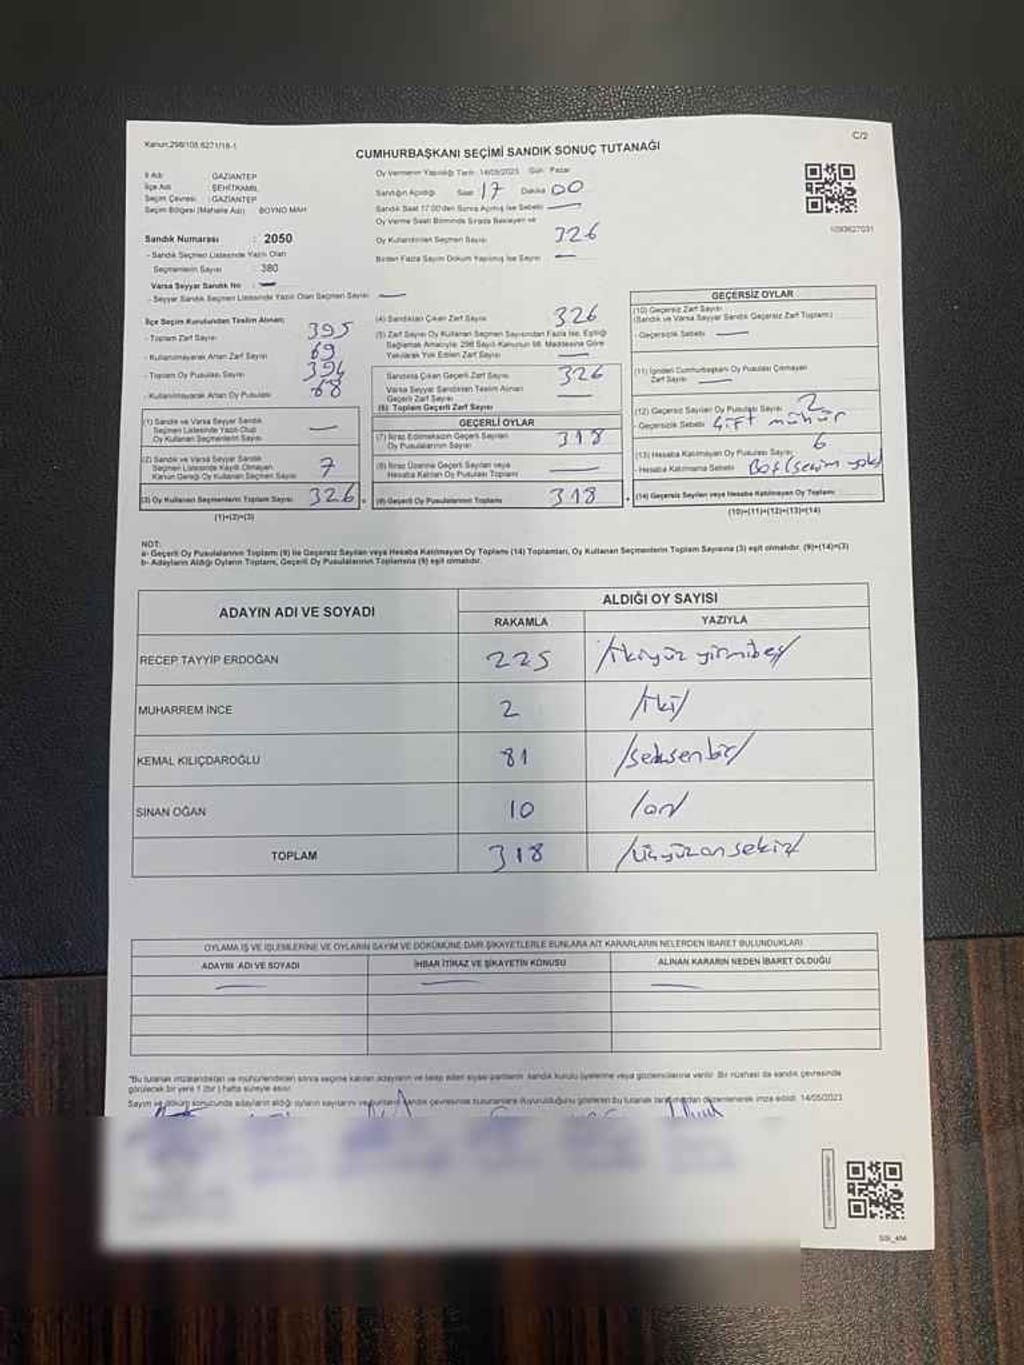 Kanun;298/105,6271/18-1
C/2
CUMHURBAŞKANI SEÇİMİ SANDIK SONUÇ TUTANAĞI
İl Adı : GAZİANTEP
İlçe Adı : ŞEHİTKAMİL
Seçim Çevresi : GAZİANTEP
Seçim Bölgesi (Mahalle Adı) BOYNO MAH
Sandık Numarası : 2050
- Sandık Seçmen Listesinde Yazılı Olan
Seçmenlerin Sayısı : 380
Varsa Seyyar Sandık No : —
- Seyyar Sandık Seçmen Listesinde Yazılı Olan Seçmen Sayısı : —
Oy Vermenin Yapıldığı Tarih: 14/05/2023 Gün: Pazar
Sandığın Açıldığı Saat 17 Dakika 00
Sandık Saat 17:00'den Sonra Açılmış İse Sebebi: —
Oy Verme Saati Bitiminde Sırada Bekleyen ve
Oy Kullandırılan Seçmen Sayısı 326
Birden Fazla Sayım Döküm Yapılmış İse Sayısı : —
1093627031
İlçe Seçim Kurulundan Teslim Alınan:
- Toplam Zarf Sayısı 395
- Kullanılmayarak Artan Zarf Sayısı 69
- Toplam Oy Pusulası Sayısı 394
- Kullanılmayarak Artan Oy Pusulası 68
(1) Sandık ve Varsa Seyyar Sandık
Seçmen Listesinde Yazılı Olup
Oy Kullanan Seçmenlerin Sayısı —
(2) Sandık ve Varsa Seyyar Sandık
Seçmen Listesinde Kayıtlı Olmayan
Kanun Gereği Oy Kullanan Seçmen Sayısı 7
(3) Oy Kullanan Seçmenlerin Toplam Sayısı 326 =
(1)+(2)=(3)
(4) Sandıktan Çıkan Zarf Sayısı 326
(5) Zarf Sayısı Oy Kullanan Seçmen Sayısından Fazla İse, Eşitliği
Sağlamak Amacıyla; 298 Sayılı Kanunun 98. Maddesine Göre
Yakılarak Yok Edilen Zarf Sayısı —
Sandıkta Çıkan Geçerli Zarf Sayısı 326
Varsa Seyyar Sandıktan Teslim Alınan
Geçerli Zarf Sayısı —
(6) Toplam Geçerli Zarf Sayısı
GEÇERLİ OYLAR
(7) İtiraz Edilmeksizin Geçerli Sayılan
Oy Pusulalarının Sayısı 318
(8) İtiraz Üzerine Geçerli Sayılan veya
Hesaba Katılan Oy Pusulası Toplamı —
(9) Geçerli Oy Pusulalarının Toplamı 318 +
GEÇERSİZ OYLAR
(10) Geçersiz Zarf Sayısı
(Sandık ve Varsa Seyyar Sandık Geçersiz Zarf Toplamı)
- Geçersizlik Sebebi: —
(11) İçinden Cumhurbaşkanı Oy Pusulası Çıkmayan
Zarf Sayısı —
(12) Geçersiz Sayılan Oy Pusulası Sayısı 2
- Geçersizlik Sebebi: Çift mühür
(13) Hesaba Katılmayan Oy Pusulası Sayısı 6
- Hesaba Katılmama Sebebi: Boş (seçim yok)
(14) Geçersiz Sayılan veya Hesaba Katılmayan Oy Toplamı
(10)+(11)+(12)+(13)=(14)
NOT:
a- Geçerli Oy Pusulalarının Toplamı (9) ile Geçersiz Sayılan veya Hesaba Katılmayan Oy Toplamı (14) Toplamları, Oy Kullanan Seçmenlerin Toplam Sayısına (3) eşit olmalıdır. (9)+(14)=(3)
b- Adayların Aldığı Oyların Toplamı, Geçerli Oy Pusulalarının Toplamına (9) eşit olmalıdır.
ADAYIN ADI VE SOYADI
ALDIĞI OY SAYISI
RAKAMLA YAZIYLA
RECEP TAYYİP ERDOĞAN 225 /ikiyüz yirmibeş/
MUHARREM İNCE 2 /iki/
KEMAL KILIÇDAROĞLU 81 /seksenbir/
SİNAN OĞAN 10 /on/
TOPLAM 318 /üçyüzonsekiz/
OYLAMA İŞ VE İŞLEMLERİNE VE OYLARIN SAYIM VE DÖKÜMÜNE DAİR ŞİKAYETLERLE BUNLARA AİT KARARLARIN NELERDEN İBARET BULUNDUKLARI
ADAYIN ADI VE SOYADI İHBAR İTİRAZ VE ŞİKAYETİN KONUSU ALINAN KARARIN NEDEN İBARET OLDUĞU
— — —
*Bu tutanak imzalandıktan ve mühürlendikten sonra seçime katılan adayların ve talep eden siyasi partilerin sandık kurulu üyelerine veya gözlemcilerine verilir. Bir nüshası da sandık çevresinde
görülecek bir yere 1 (bir) hafta süreyle asılır.
Sayım ve döküm sonucunda adayların aldığı oyların sayılarını ve bunların sandık çevresinde bulunanlara duyurulduğunu gösteren bu tutanak tarafımızdan düzenlenerek imza edildi. 14/05/2023